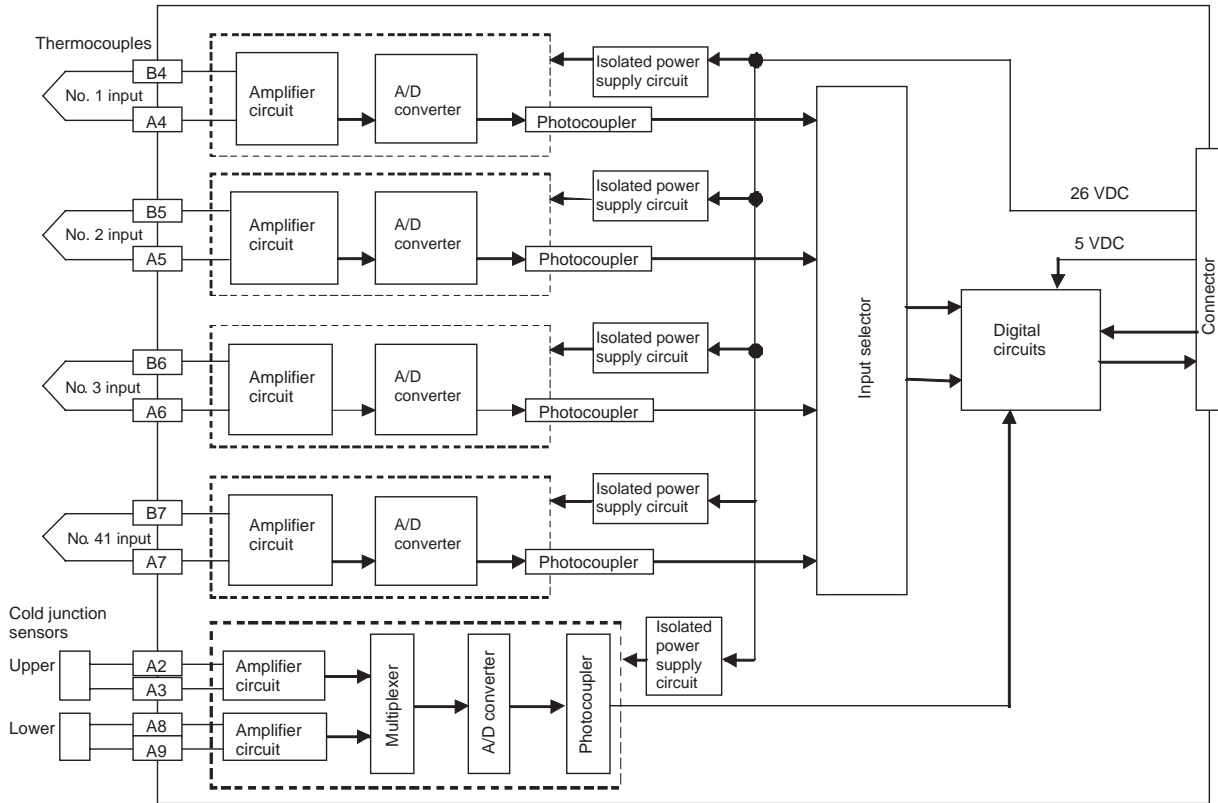 Thermocouples
B4
No. 1 input
A4
Amplifier
circuit
A/D
converter
Photocoupler
Isolated power
supply circuit
B5
No. 2 input
A5
Amplifier
circuit
A/D
converter
Photocoupler
Isolated power
supply circuit
B6
No. 3 input
A6
Amplifier
circuit
A/D
converter
Photocoupler
Isolated power
supply circuit
B7
No. 41 input
A7
Amplifier
circuit
A/D
converter
Photocoupler
Isolated power
supply circuit
Cold junction
sensors
Upper
A2
A3
Amplifier
circuit
Lower
A8
A9
Amplifier
circuit
Multiplexer
A/D converter
Photocoupler
Isolated
power
supply
circuit
Input selector
26 VDC
5 VDC
Digital
circuits
Connector